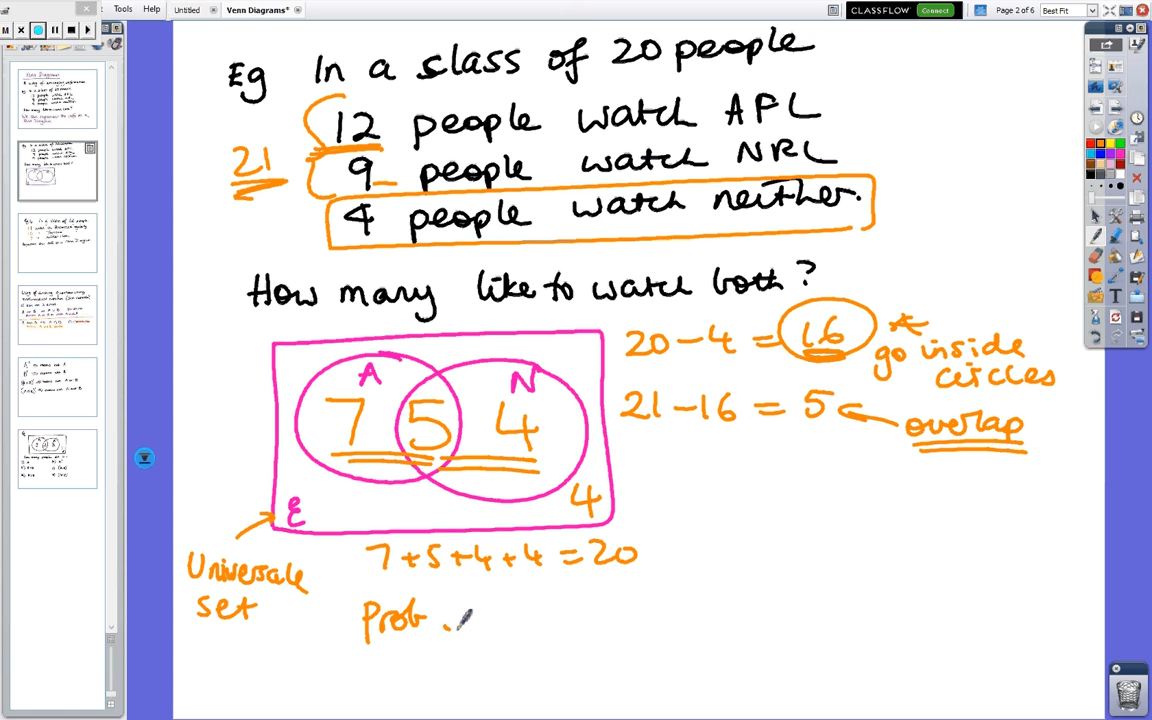 Tools Help
Untitled
Venn Diagrams*
CLASSFLOW Connect
Page 2 of 6
Best Fit
Eg In a class of 20 people
12 people watch AFL
21
9 people watch NRL
4 people watch neither.
How many like to watch both?
20 - 4 = 16
go inside
circles
21 - 16 = 5
overlap
A N
7 5 4
ξ
4
7 + 5 + 4 + 4 = 20
Universale
set
Prob .